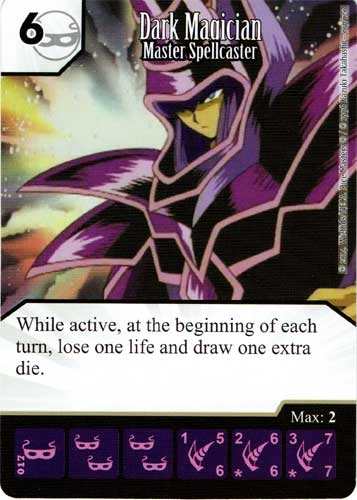 6
Dark Magician
Master Spellcaster
While active, at the beginning of each
turn, lose one life and draw one extra
die.
Max: 2
017
1 5
6
2 6
* 6
3 7
* 7